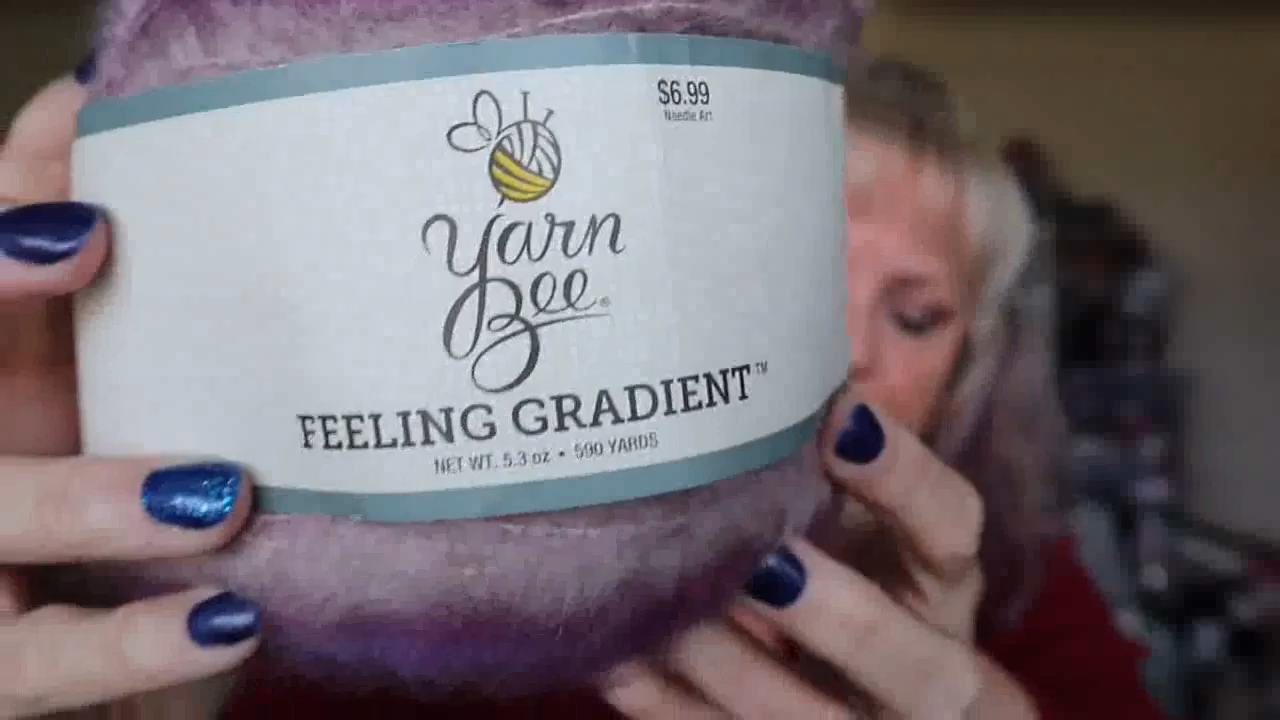 $6.99
Needle Art
Yarn
Bee®
FEELING GRADIENT™
NET WT. 5.3 oz • 590 YARDS